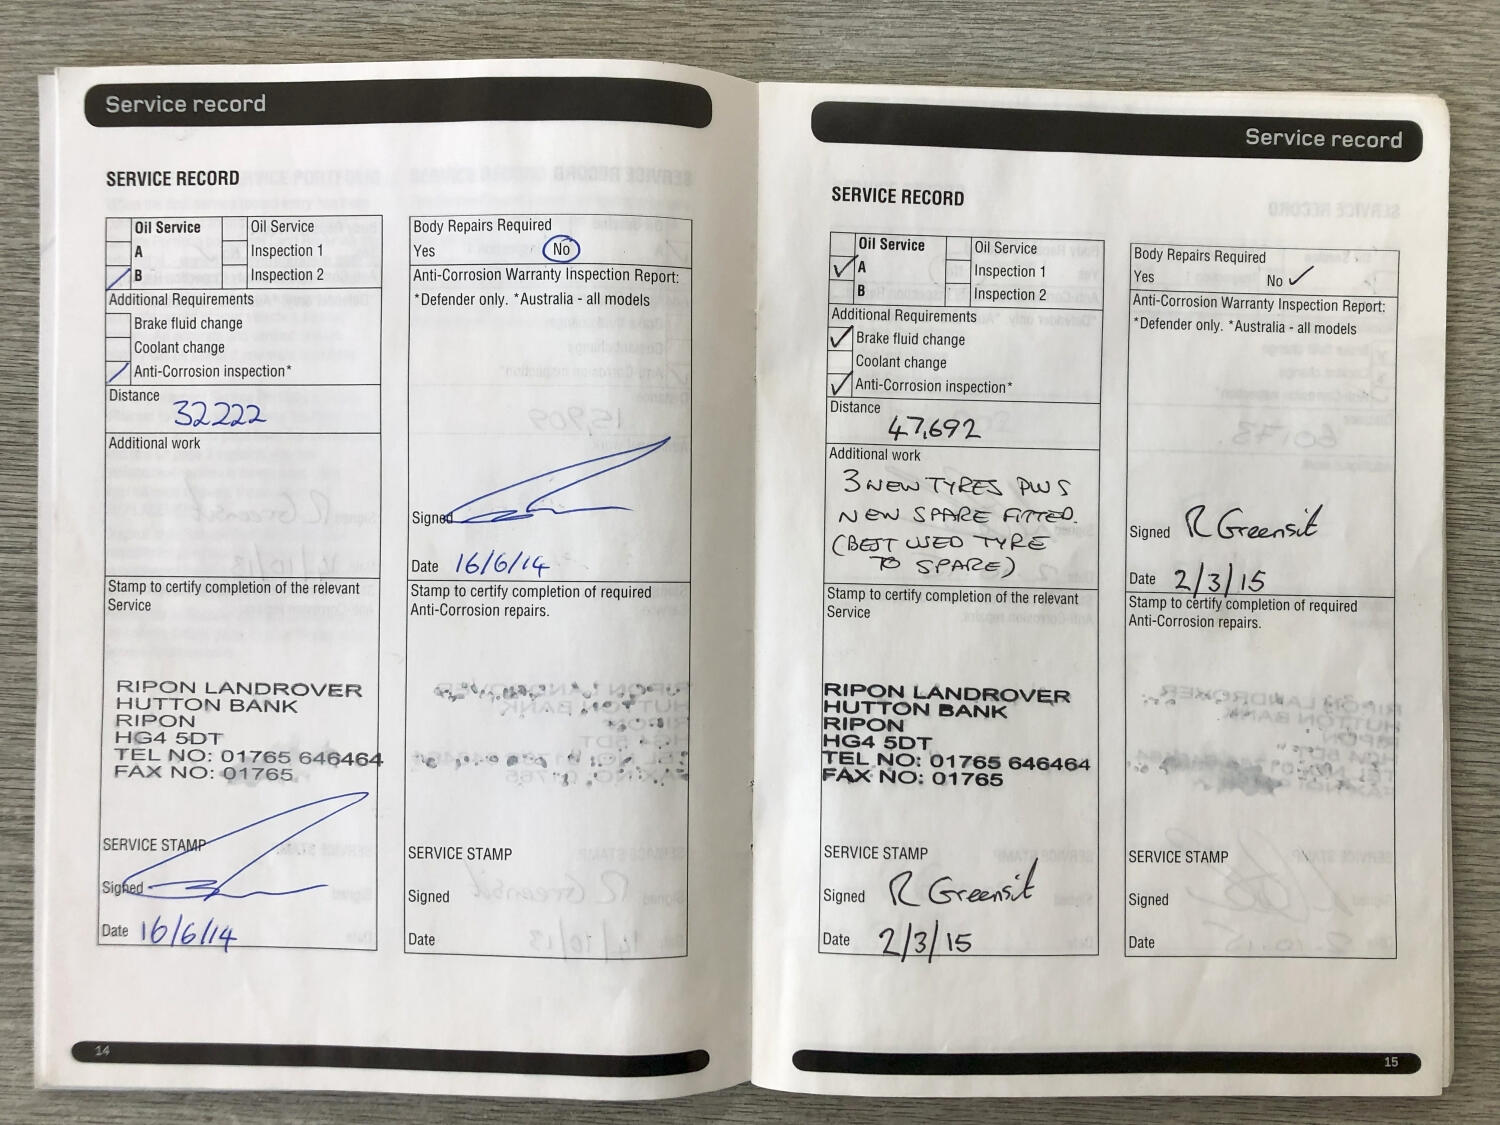 Service record
SERVICE RECORD
Oil Service Oil Service
A Inspection 1
B Inspection 2
Additional Requirements
Brake fluid change
Coolant change
Anti-Corrosion inspection*
Distance
32222
Additional work
Stamp to certify completion of the relevant
Service
RIPON LANDROVER
HUTTON BANK
RIPON
HG4 5DT
TEL NO: 01765 646464
FAX NO: 01765
SERVICE STAMP
Signed
Date 16/6/14
Body Repairs Required
Yes No
Anti-Corrosion Warranty Inspection Report:
*Defender only. *Australia - all models
Signed
Date 16/6/14
Stamp to certify completion of required
Anti-Corrosion repairs.
SERVICE STAMP
Signed
Date
14
Service record
SERVICE RECORD
Oil Service Oil Service
A Inspection 1
B Inspection 2
Additional Requirements
Brake fluid change
Coolant change
Anti-Corrosion inspection*
Distance
47,692
Additional work
3 NEW TYRES PLUS
NEW SPARE FITTED.
(BEST USED TYRE
TO SPARE)
Stamp to certify completion of the relevant
Service
RIPON LANDROVER
HUTTON BANK
RIPON
HG4 5DT
TEL NO: 01765 646464
FAX NO: 01765
SERVICE STAMP
Signed R Greensit
Date 2/3/15
Body Repairs Required
Yes No
Anti-Corrosion Warranty Inspection Report:
*Defender only. *Australia - all models
Signed R Greensit
Date 2/3/15
Stamp to certify completion of required
Anti-Corrosion repairs.
SERVICE STAMP
Signed
Date
15